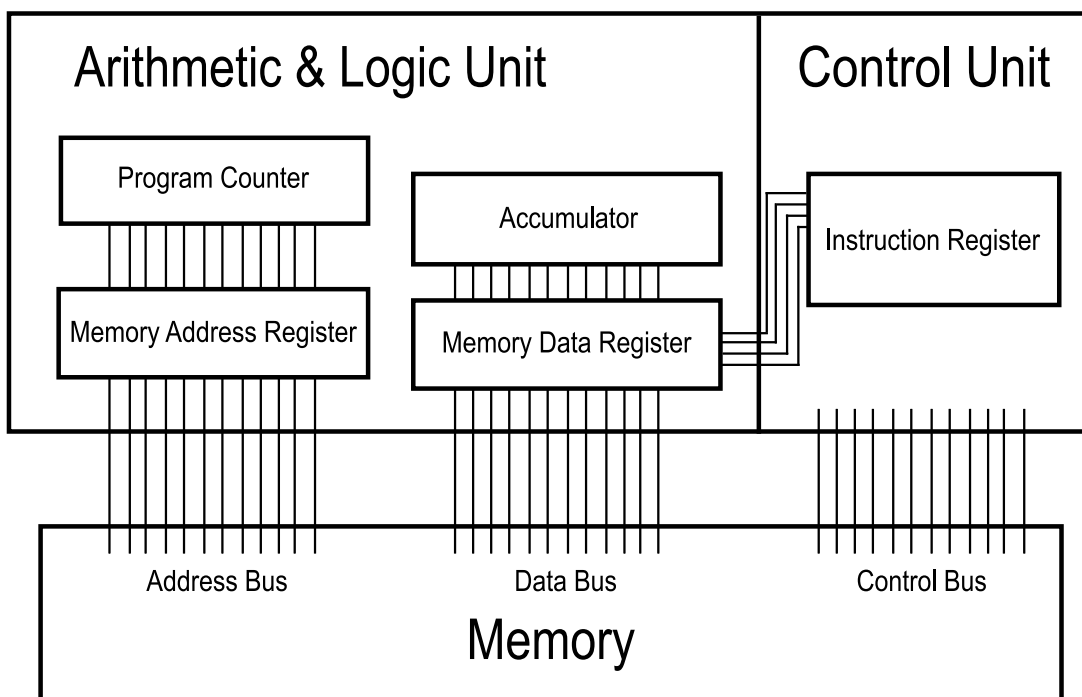 Arithmetic & Logic Unit
Control Unit
Program Counter
Accumulator
Instruction Register
Memory Address Register
Memory Data Register
Address Bus
Data Bus
Control Bus
Memory